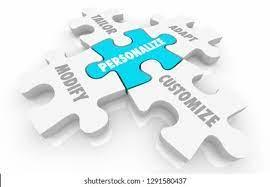 TAILOR
ADAPT
PERSONALIZE
MODIFY
CUSTOMIZE
shutterstock.com · 1291580437